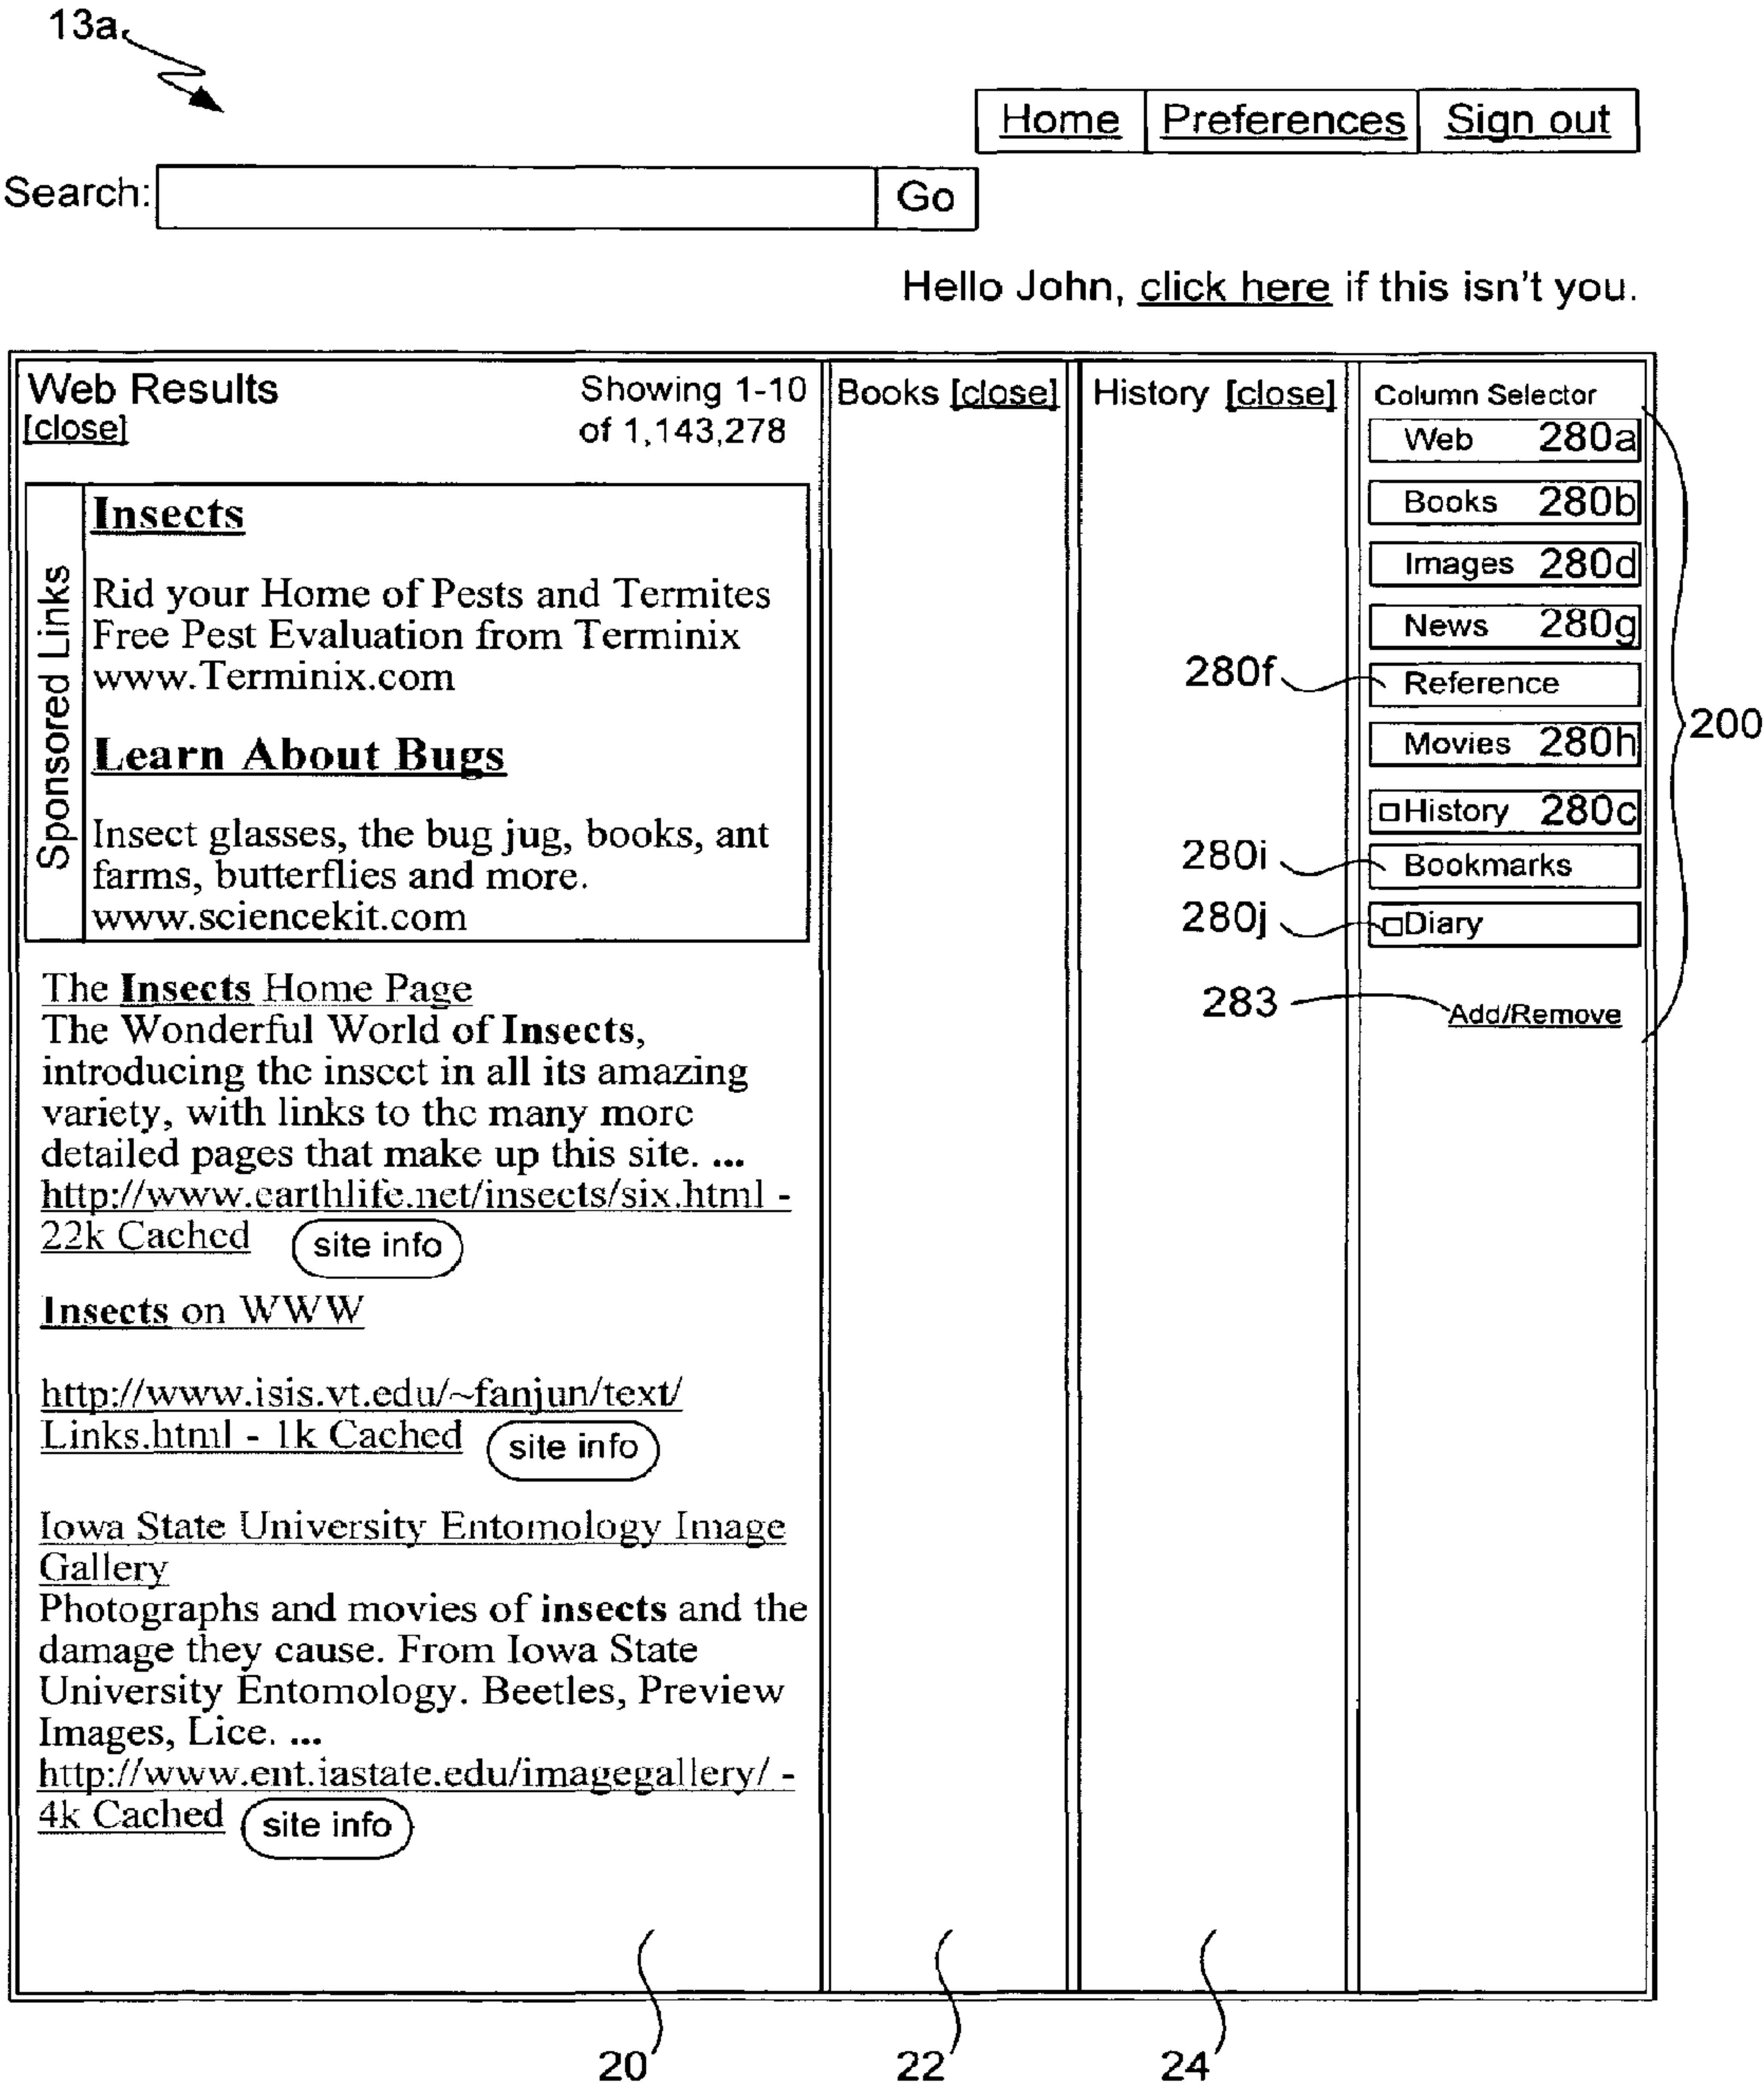 13a
Home Preferences Sign out
Search: Go
Hello John, click here if this isn't you.
Web Results
[close]
Showing 1-10
of 1,143,278
Sponsored Links
Insects
Rid your Home of Pests and Termites
Free Pest Evaluation from Terminix
www.Terminix.com
Learn About Bugs
Insect glasses, the bug jug, books, ant
farms, butterflies and more.
www.sciencekit.com
The Insects Home Page
The Wonderful World of Insects,
introducing the insect in all its amazing
variety, with links to the many more
detailed pages that make up this site. ...
http://www.earthlife.net/insects/six.html -
22k Cached site info
Insects on WWW
http://www.isis.vt.edu/~fanjun/text/
Links.html - 1k Cached site info
Iowa State University Entomology Image
Gallery
Photographs and movies of insects and the
damage they cause. From Iowa State
University Entomology. Beetles, Preview
Images, Lice. ...
http://www.ent.iastate.edu/imagegallery/ -
4k Cached site info
Books [close]
History [close]
Column Selector
Web 280a
Books 280b
Images 280d
News 280g
280f Reference
Movies 280h
History 280c
280i Bookmarks
280j Diary
283 Add/Remove
200
20 22 24